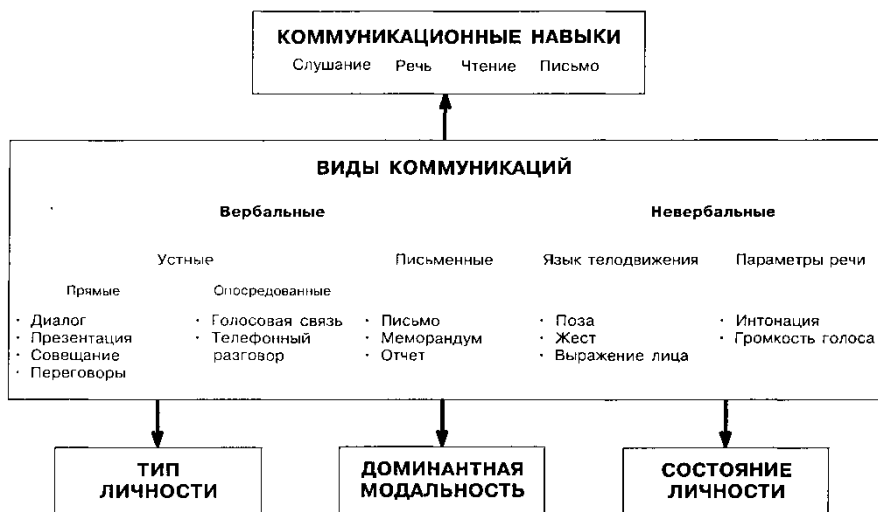 КОММУНИКАЦИОННЫЕ НАВЫКИ
Слушание Речь Чтение Письмо
ВИДЫ КОММУНИКАЦИЙ
Вербальные Невербальные
Устные Письменные Язык телодвижения Параметры речи
Прямые Опосредованные
· Диалог · Голосовая связь · Письмо · Поза · Интонация
· Презентация · Телефонный · Меморандум · Жест · Громкость голоса
· Совещание разговор · Отчет · Выражение лица
· Переговоры
ТИП ДОМИНАНТНАЯ СОСТОЯНИЕ
ЛИЧНОСТИ МОДАЛЬНОСТЬ ЛИЧНОСТИ